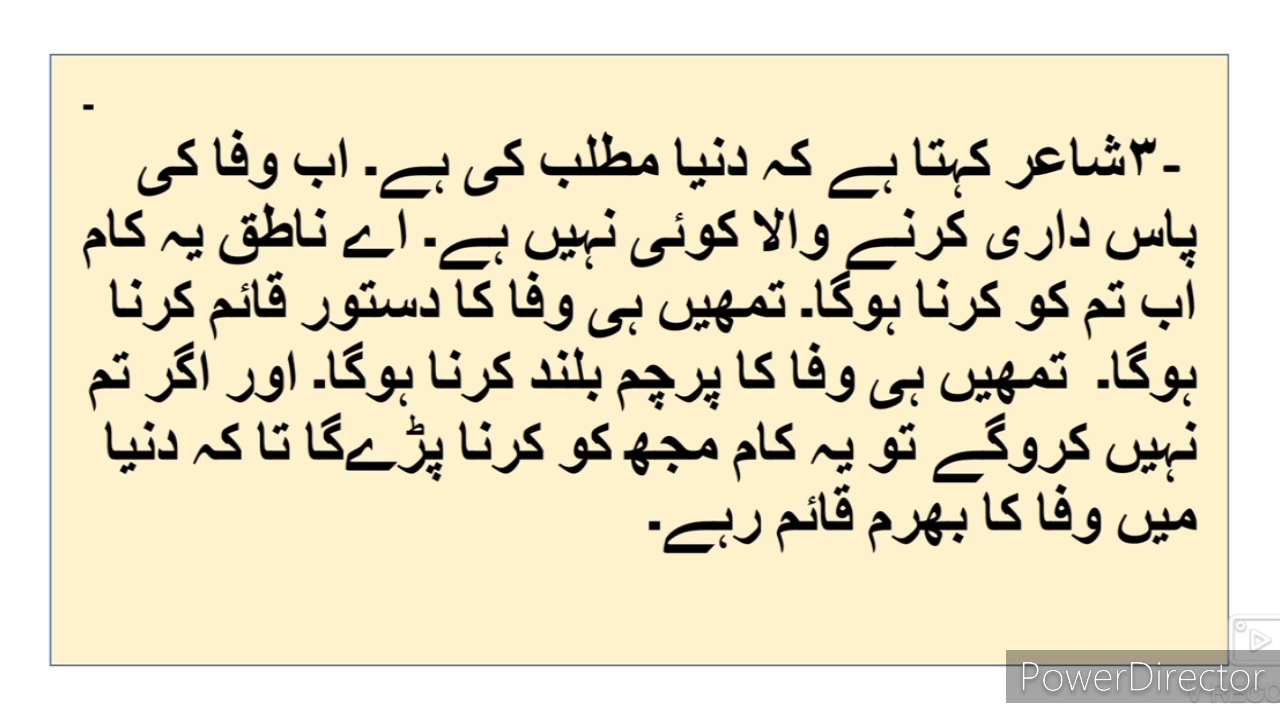 -
-۳شاعر کہتا ہے کہ دنیا مطلب کی ہے۔ اب وفا کی
پاس داری کرنے والا کوئی نہیں ہے۔ اے ناطق یہ کام
اب تم کو کرنا ہوگا۔ تمھیں ہی وفا کا دستور قائم کرنا
ہوگا۔ تمھیں ہی وفا کا پرچم بلند کرنا ہوگا۔ اور اگر تم
نہیں کروگے تو یہ کام مجھ کو کرنا پڑےگا تا کہ دنیا
میں وفا کا بھرم قائم رہے۔
PowerDirector